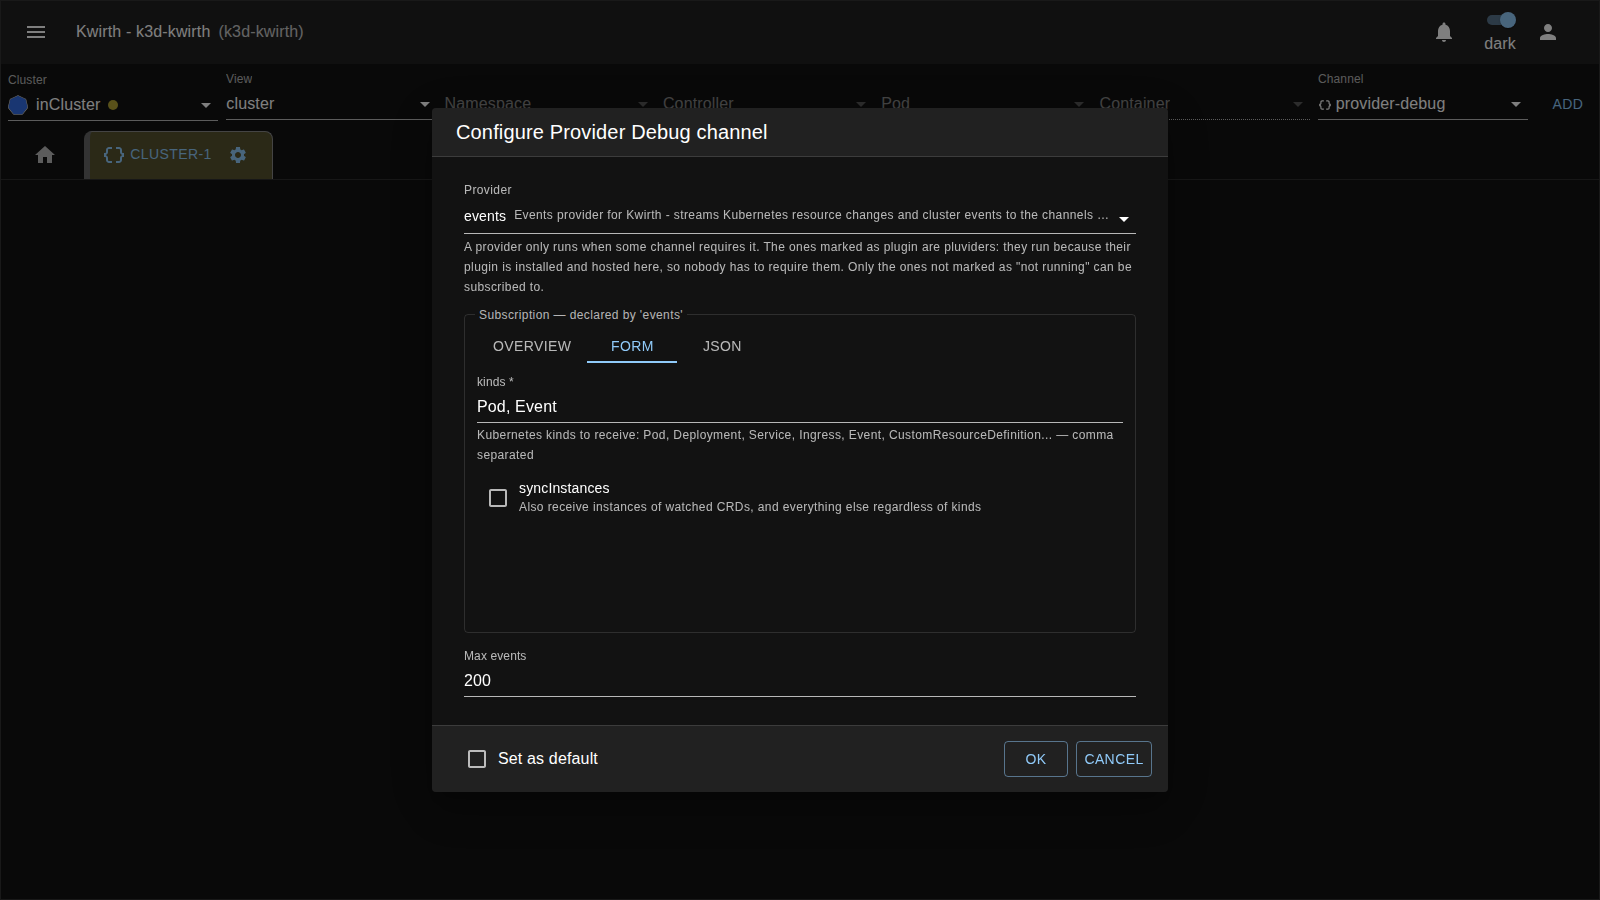 Kwirth - k3d-kwirth (k3d-kwirth)
dark
Cluster
inCluster
View
cluster
Namespace
Controller
Pod
Container
Channel
provider-debug
ADD
CLUSTER-1
Configure Provider Debug channel
Provider
events Events provider for Kwirth - streams Kubernetes resource changes and cluster events to the channels ...
A provider only runs when some channel requires it. The ones marked as plugin are pluviders: they run because their
plugin is installed and hosted here, so nobody has to require them. Only the ones not marked as "not running" can be
subscribed to.
Subscription — declared by 'events'
OVERVIEW
FORM
JSON
kinds *
Pod, Event
Kubernetes kinds to receive: Pod, Deployment, Service, Ingress, Event, CustomResourceDefinition... — comma
separated
syncInstances
Also receive instances of watched CRDs, and everything else regardless of kinds
Max events
200
Set as default
OK
CANCEL